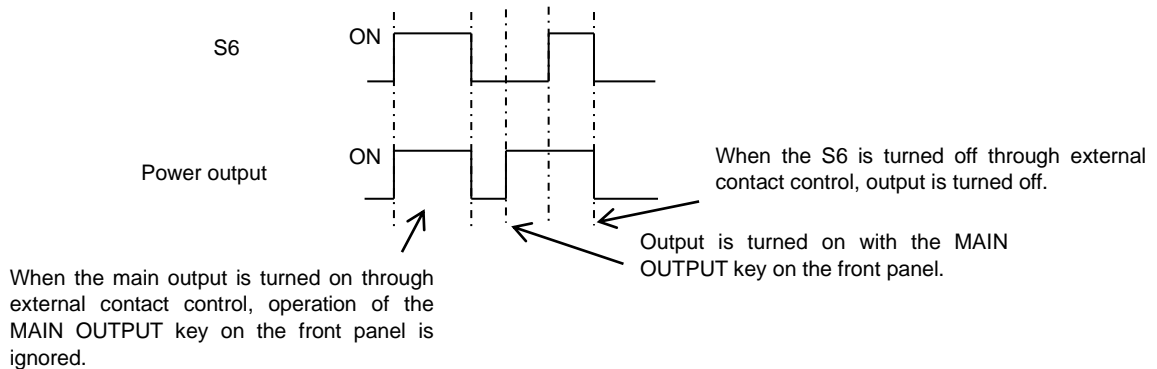 S6
ON
Power output
ON
When the S6 is turned off through external
contact control, output is turned off.
Output is turned on with the MAIN
OUTPUT key on the front panel.
When the main output is turned on through
external contact control, operation of the
MAIN OUTPUT key on the front panel is
ignored.